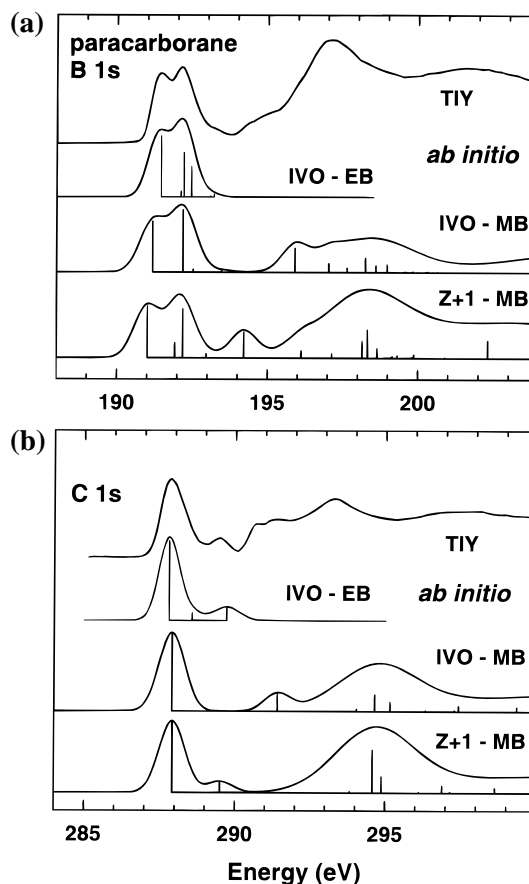 (a)
paracarborane
B 1s
TIY
ab initio
IVO - EB
IVO - MB
Z+1 - MB
190 195 200
(b)
C 1s
TIY
IVO - EB ab initio
IVO - MB
Z+1 - MB
285 290 295
Energy (eV)